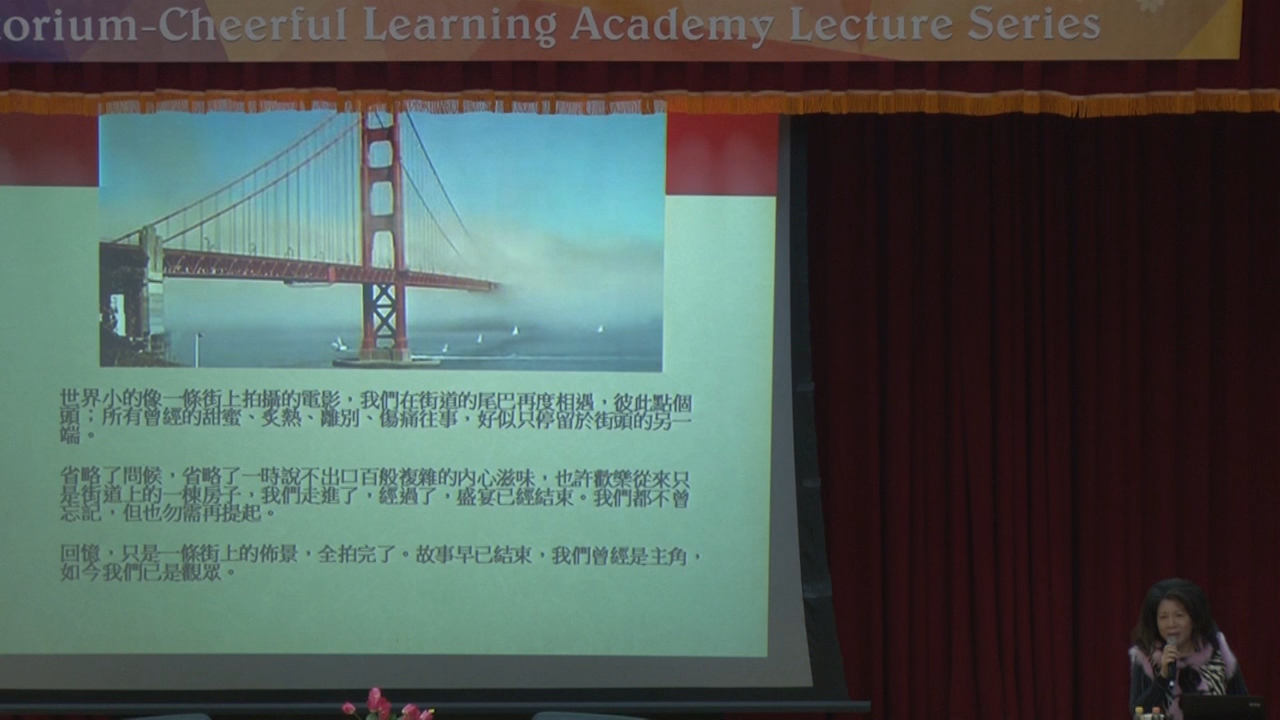 torium-Cheerful Learning Academy Lecture Series
世界小的像一條街上拍攝的電影，我們在街道的尾巴再度相遇，彼此點個
頭；所有曾經的甜蜜、炙熱、離別、傷痛往事，好似只停留於街頭的另一
端。
省略了問候，省略了一時說不出口百般複雜的內心滋味，也許歡樂從來只
是街道上的一棟房子，我們走進了，經過了，盛宴已經結束。我們都不曾
忘記，但也勿需再提起。
回憶，只是一條街上的佈景，全拍完了。故事早已結束，我們曾經是主角，
如今我們已是觀眾。